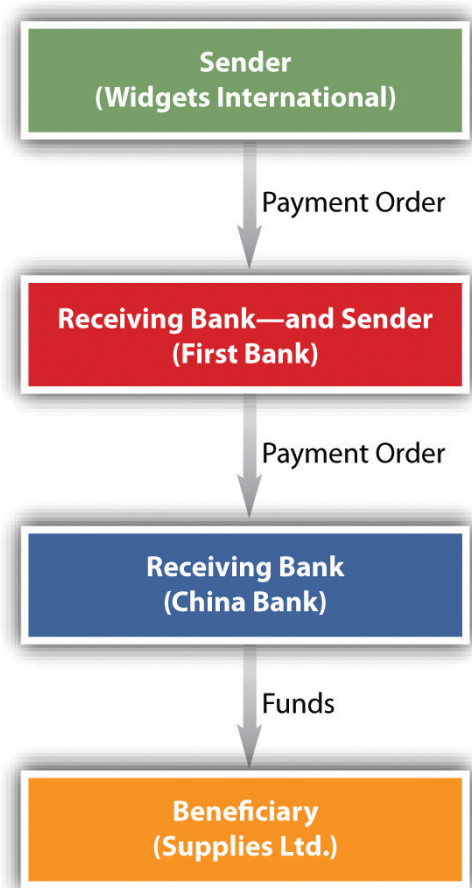 Sender
(Widgets International)
Payment Order
Receiving Bank—and Sender
(First Bank)
Payment Order
Receiving Bank
(China Bank)
Funds
Beneficiary
(Supplies Ltd.)